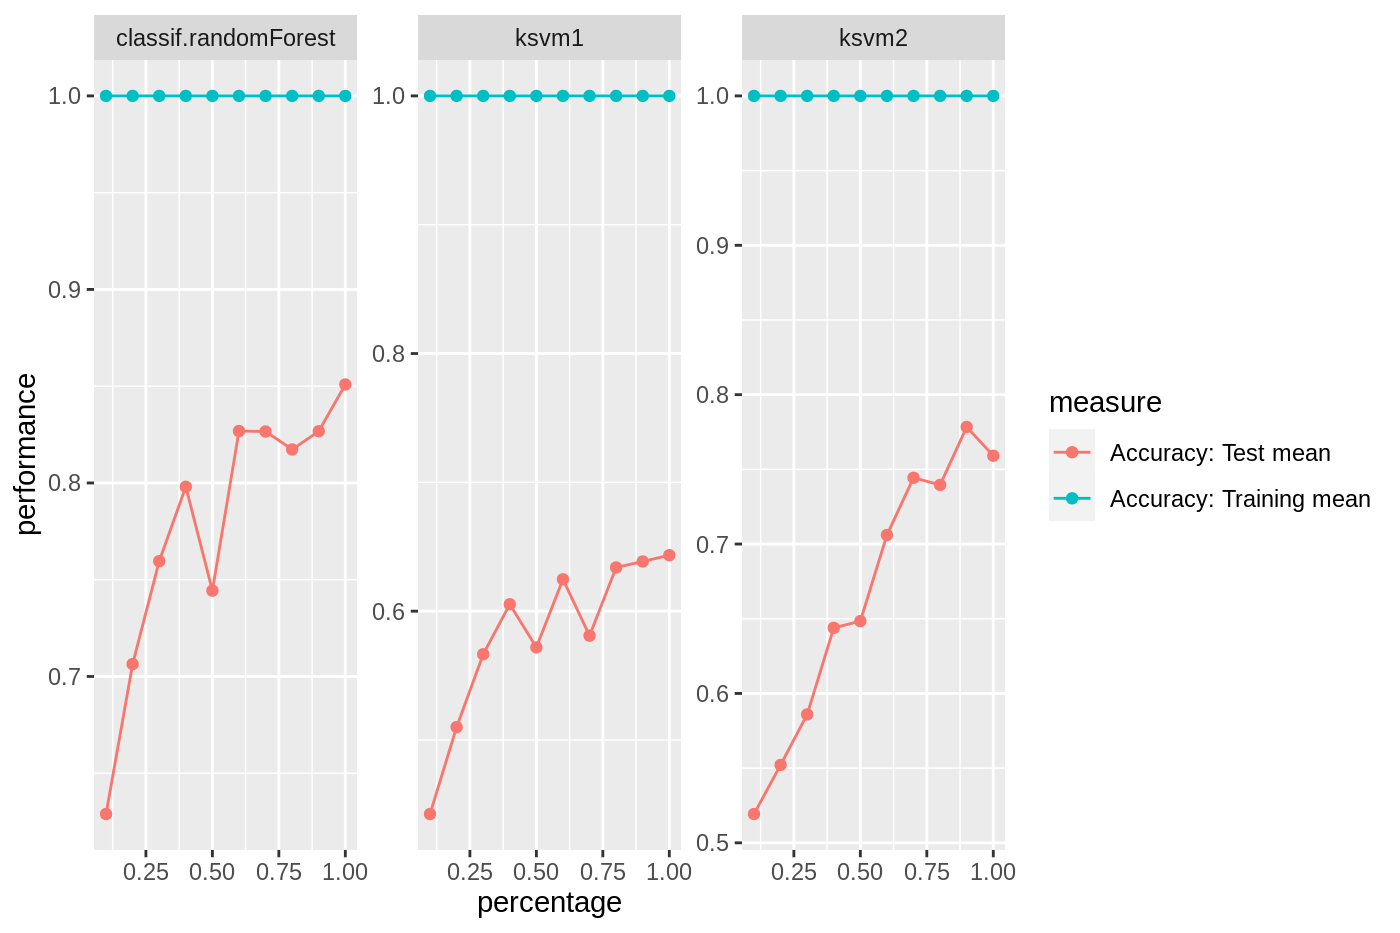 classif.randomForest
ksvm1
ksvm2
performance
1.0
0.9
0.8
0.7
1.0
0.8
0.6
1.0
0.9
0.8
0.7
0.6
0.5
0.25 0.50 0.75 1.00
0.25 0.50 0.75 1.00
0.25 0.50 0.75 1.00
percentage
measure
Accuracy: Test mean
Accuracy: Training mean